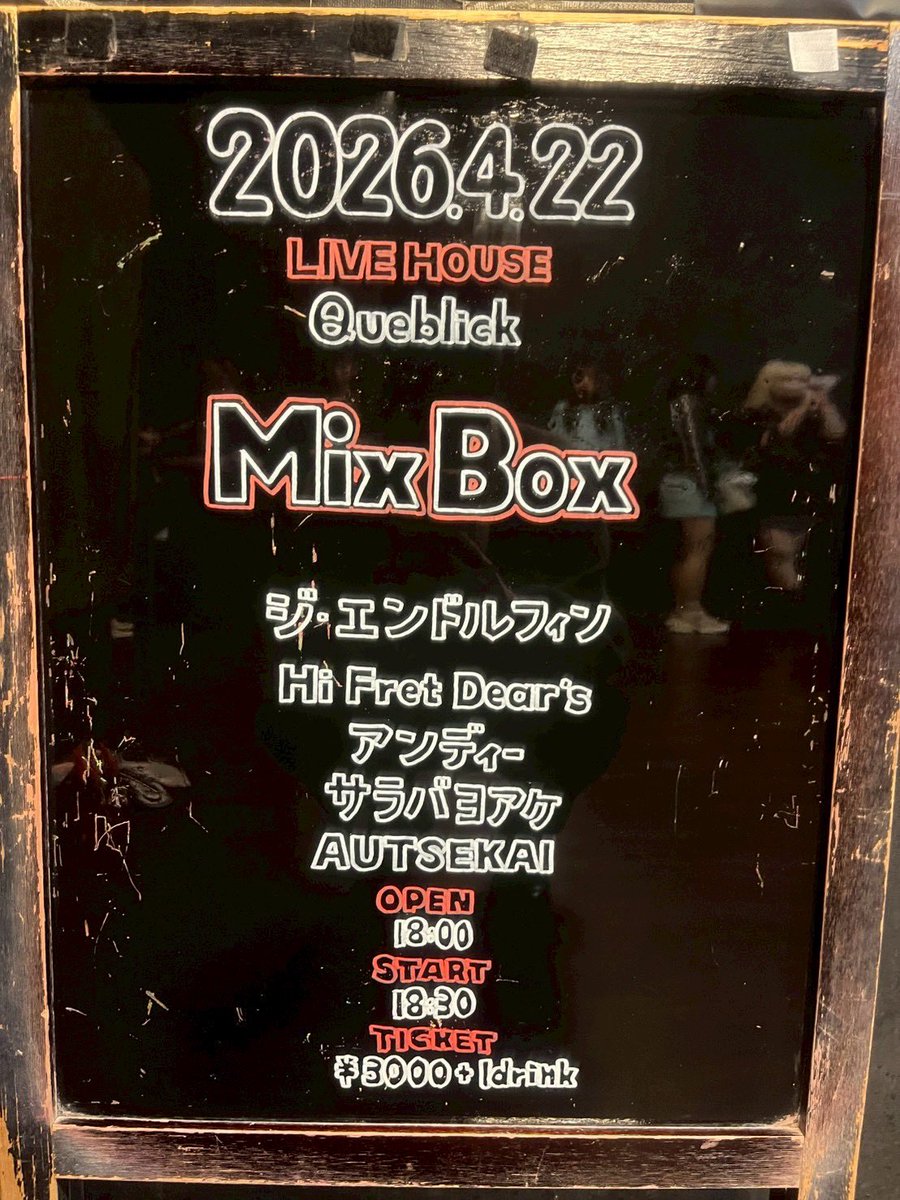 2026.4.22
LIVE HOUSE
Queblick
Mix Box
ジ・エンドルフィン
Hi Fret Dear's
アンディー
サラバヨアケ
AUTSEKAI
OPEN
18:00
START
18:30
TICKET
¥3000+1drink